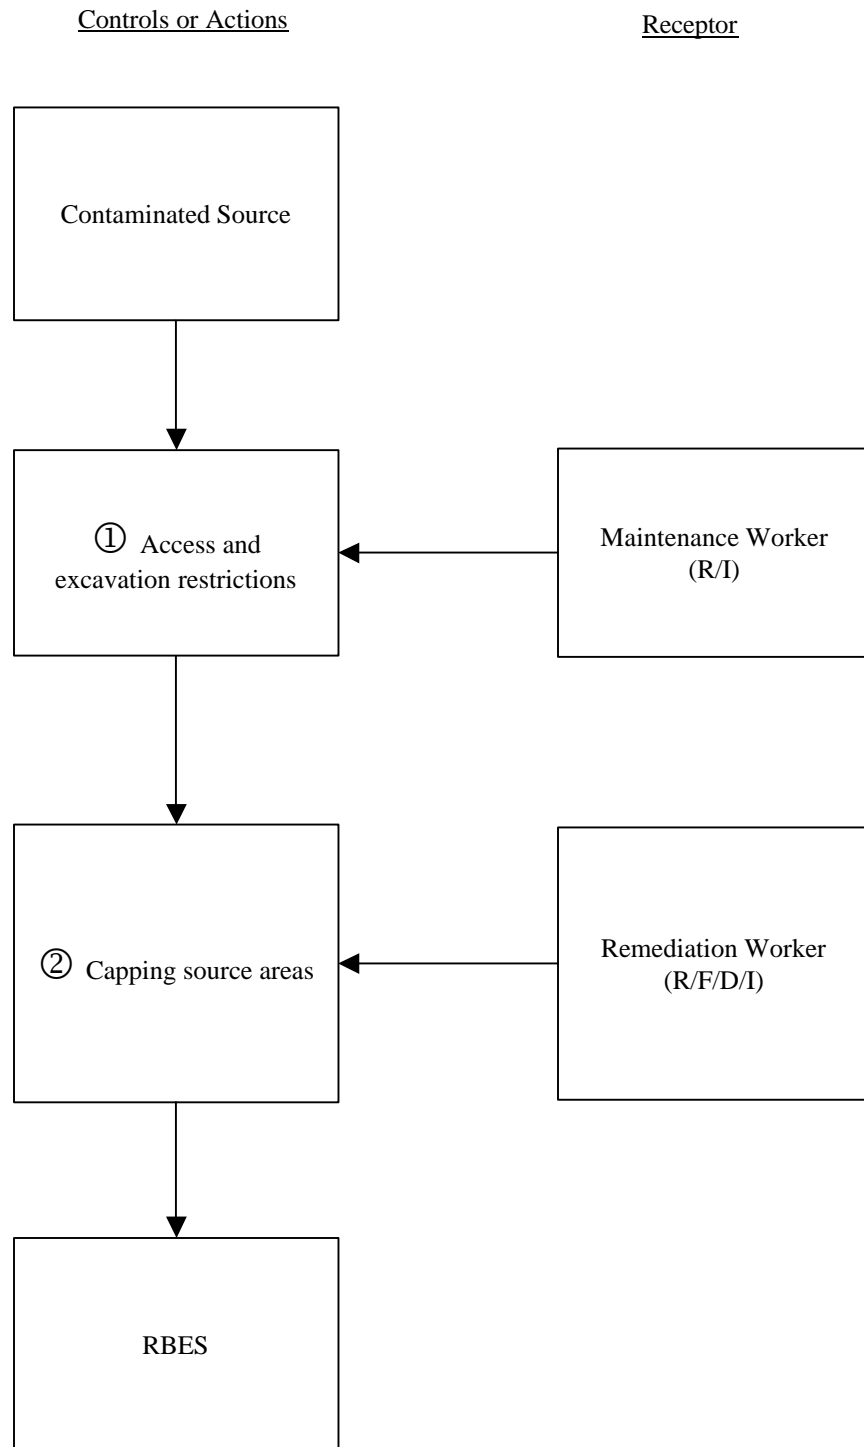 Controls or Actions
Receptor
Contaminated Source
① Access and
excavation restrictions
Maintenance Worker
(R/I)
② Capping source areas
Remediation Worker
(R/F/D/I)
RBES